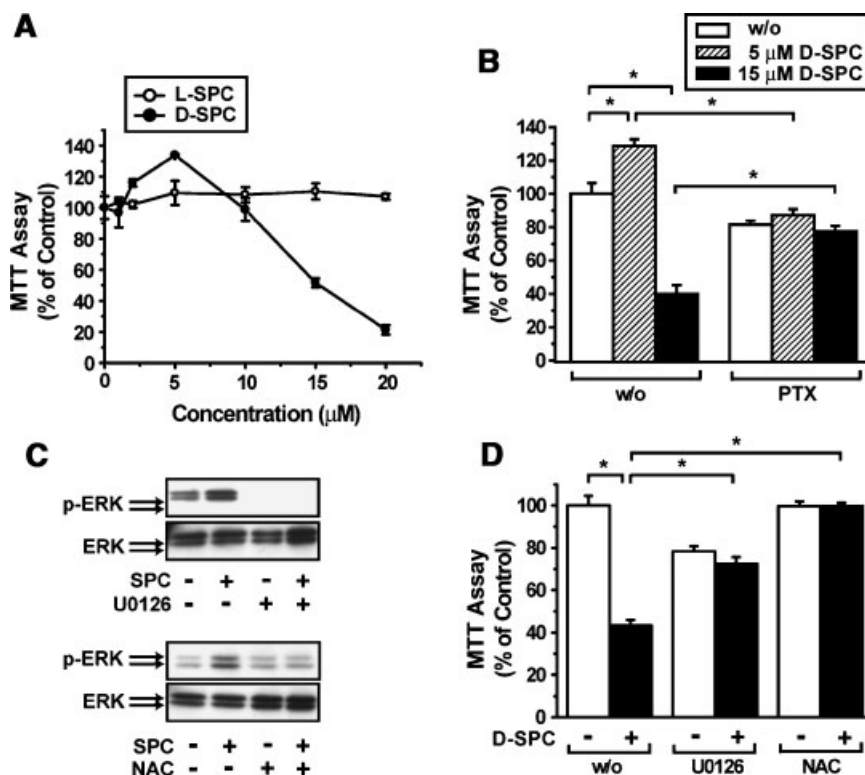 A
L-SPC
D-SPC
MTT Assay
(% of Control)
140
120
100
80
60
40
20
0
0 5 10 15 20
Concentration (μM)
B
w/o
5 μM D-SPC
15 μM D-SPC
*
*
*
*
MTT Assay
(% of Control)
140
120
100
80
60
40
20
0
w/o PTX
C
p-ERK
ERK
SPC - + - +
U0126 - - + +
p-ERK
ERK
SPC - + - +
NAC - - + +
D
*
*
*
MTT Assay
(% of Control)
100
80
60
40
20
0
D-SPC - + - + - +
w/o U0126 NAC